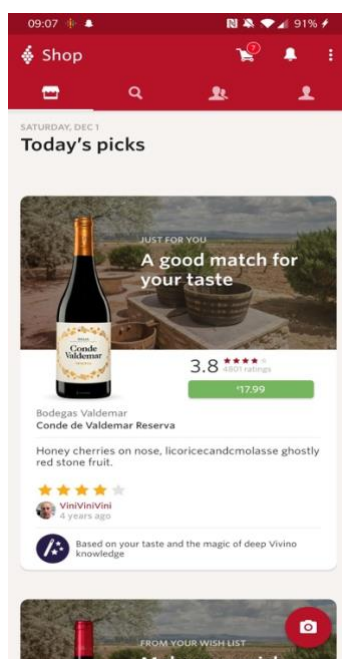 09:07
91%
Shop
7
SATURDAY, DEC 1
Today's picks
JUST FOR YOU
A good match for
your taste
Conde
Valdemar
3.8
4801 ratings
$17.99
Bodegas Valdemar
Conde de Valdemar Reserva
Honey cherries on nose, licoricecandcmolasse ghostly
red stone fruit.
ViniViniVini
4 years ago
Based on your taste and the magic of deep Vivino
knowledge
FROM YOUR WISH LIST